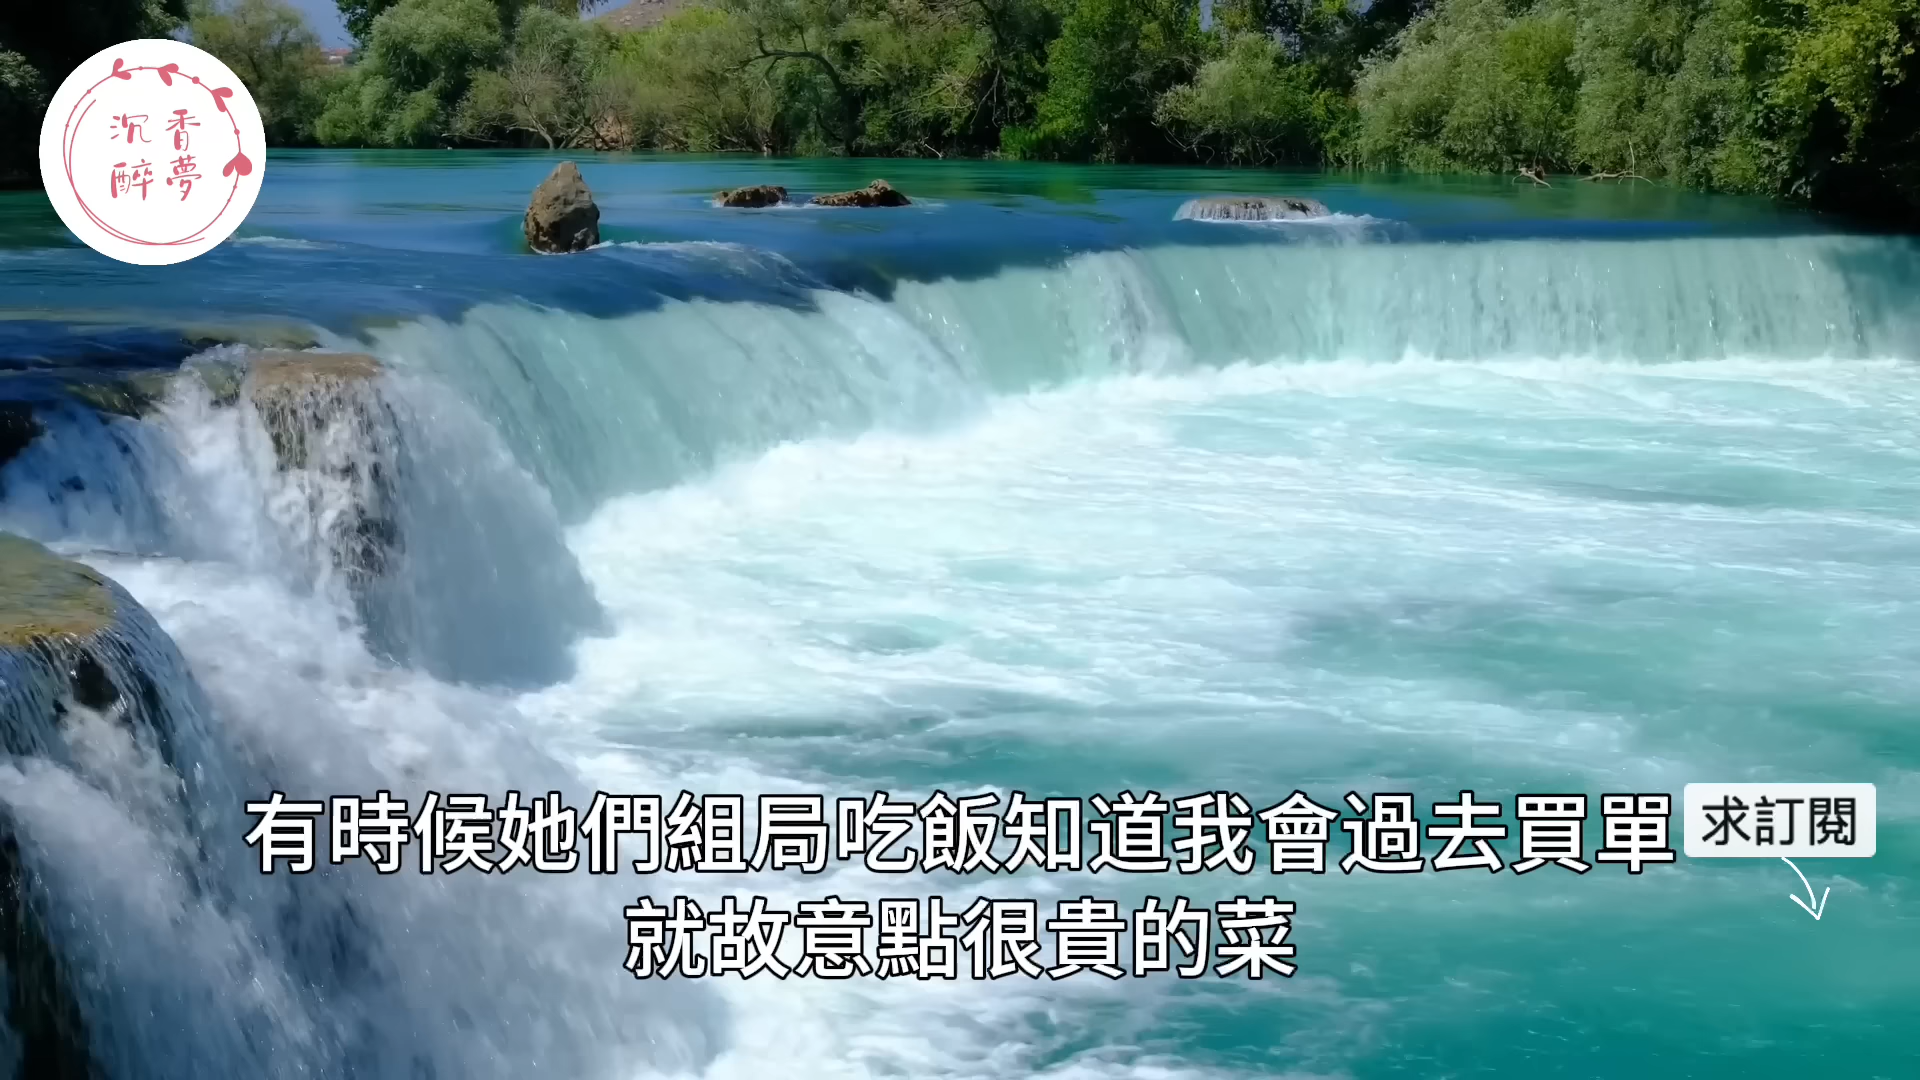 沉香
醉夢
有時候她們組局吃飯知道我會過去買單
就故意點很貴的菜
求訂閱